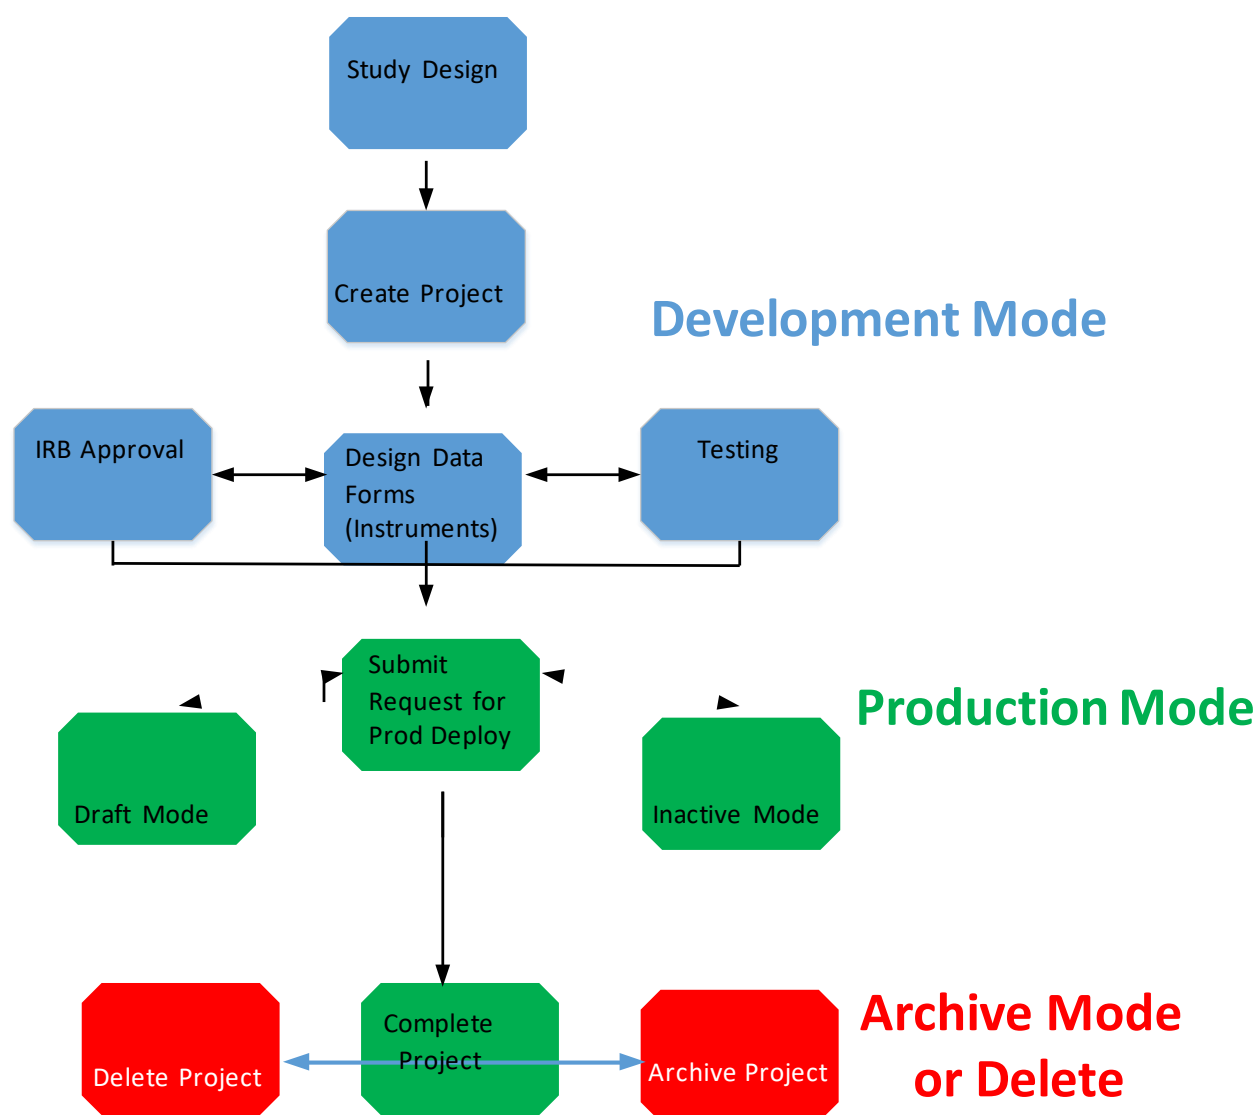 Study Design
Create Project
Development Mode
IRB Approval
Design Data
Forms
(Instruments)
Testing
Submit
Request for
Prod Deploy
Production Mode
Draft Mode
Inactive Mode
Complete
Project
Delete Project
Archive Project
Archive Mode
or Delete